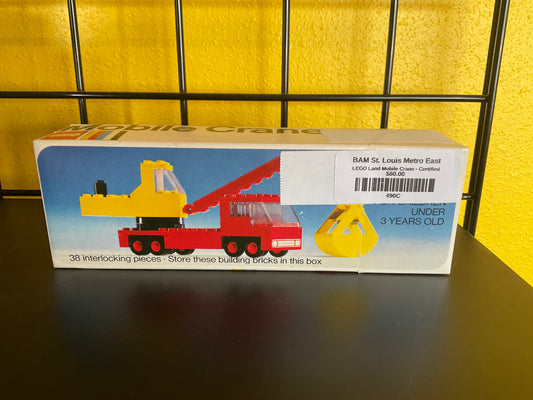 Mobile Crane
BAM St. Louis Metro East
LEGO Land Mobile Crane - Certified
$60.00
490C
UNDER
3 YEARS OLD
38 interlocking pieces · Store these building bricks in this box